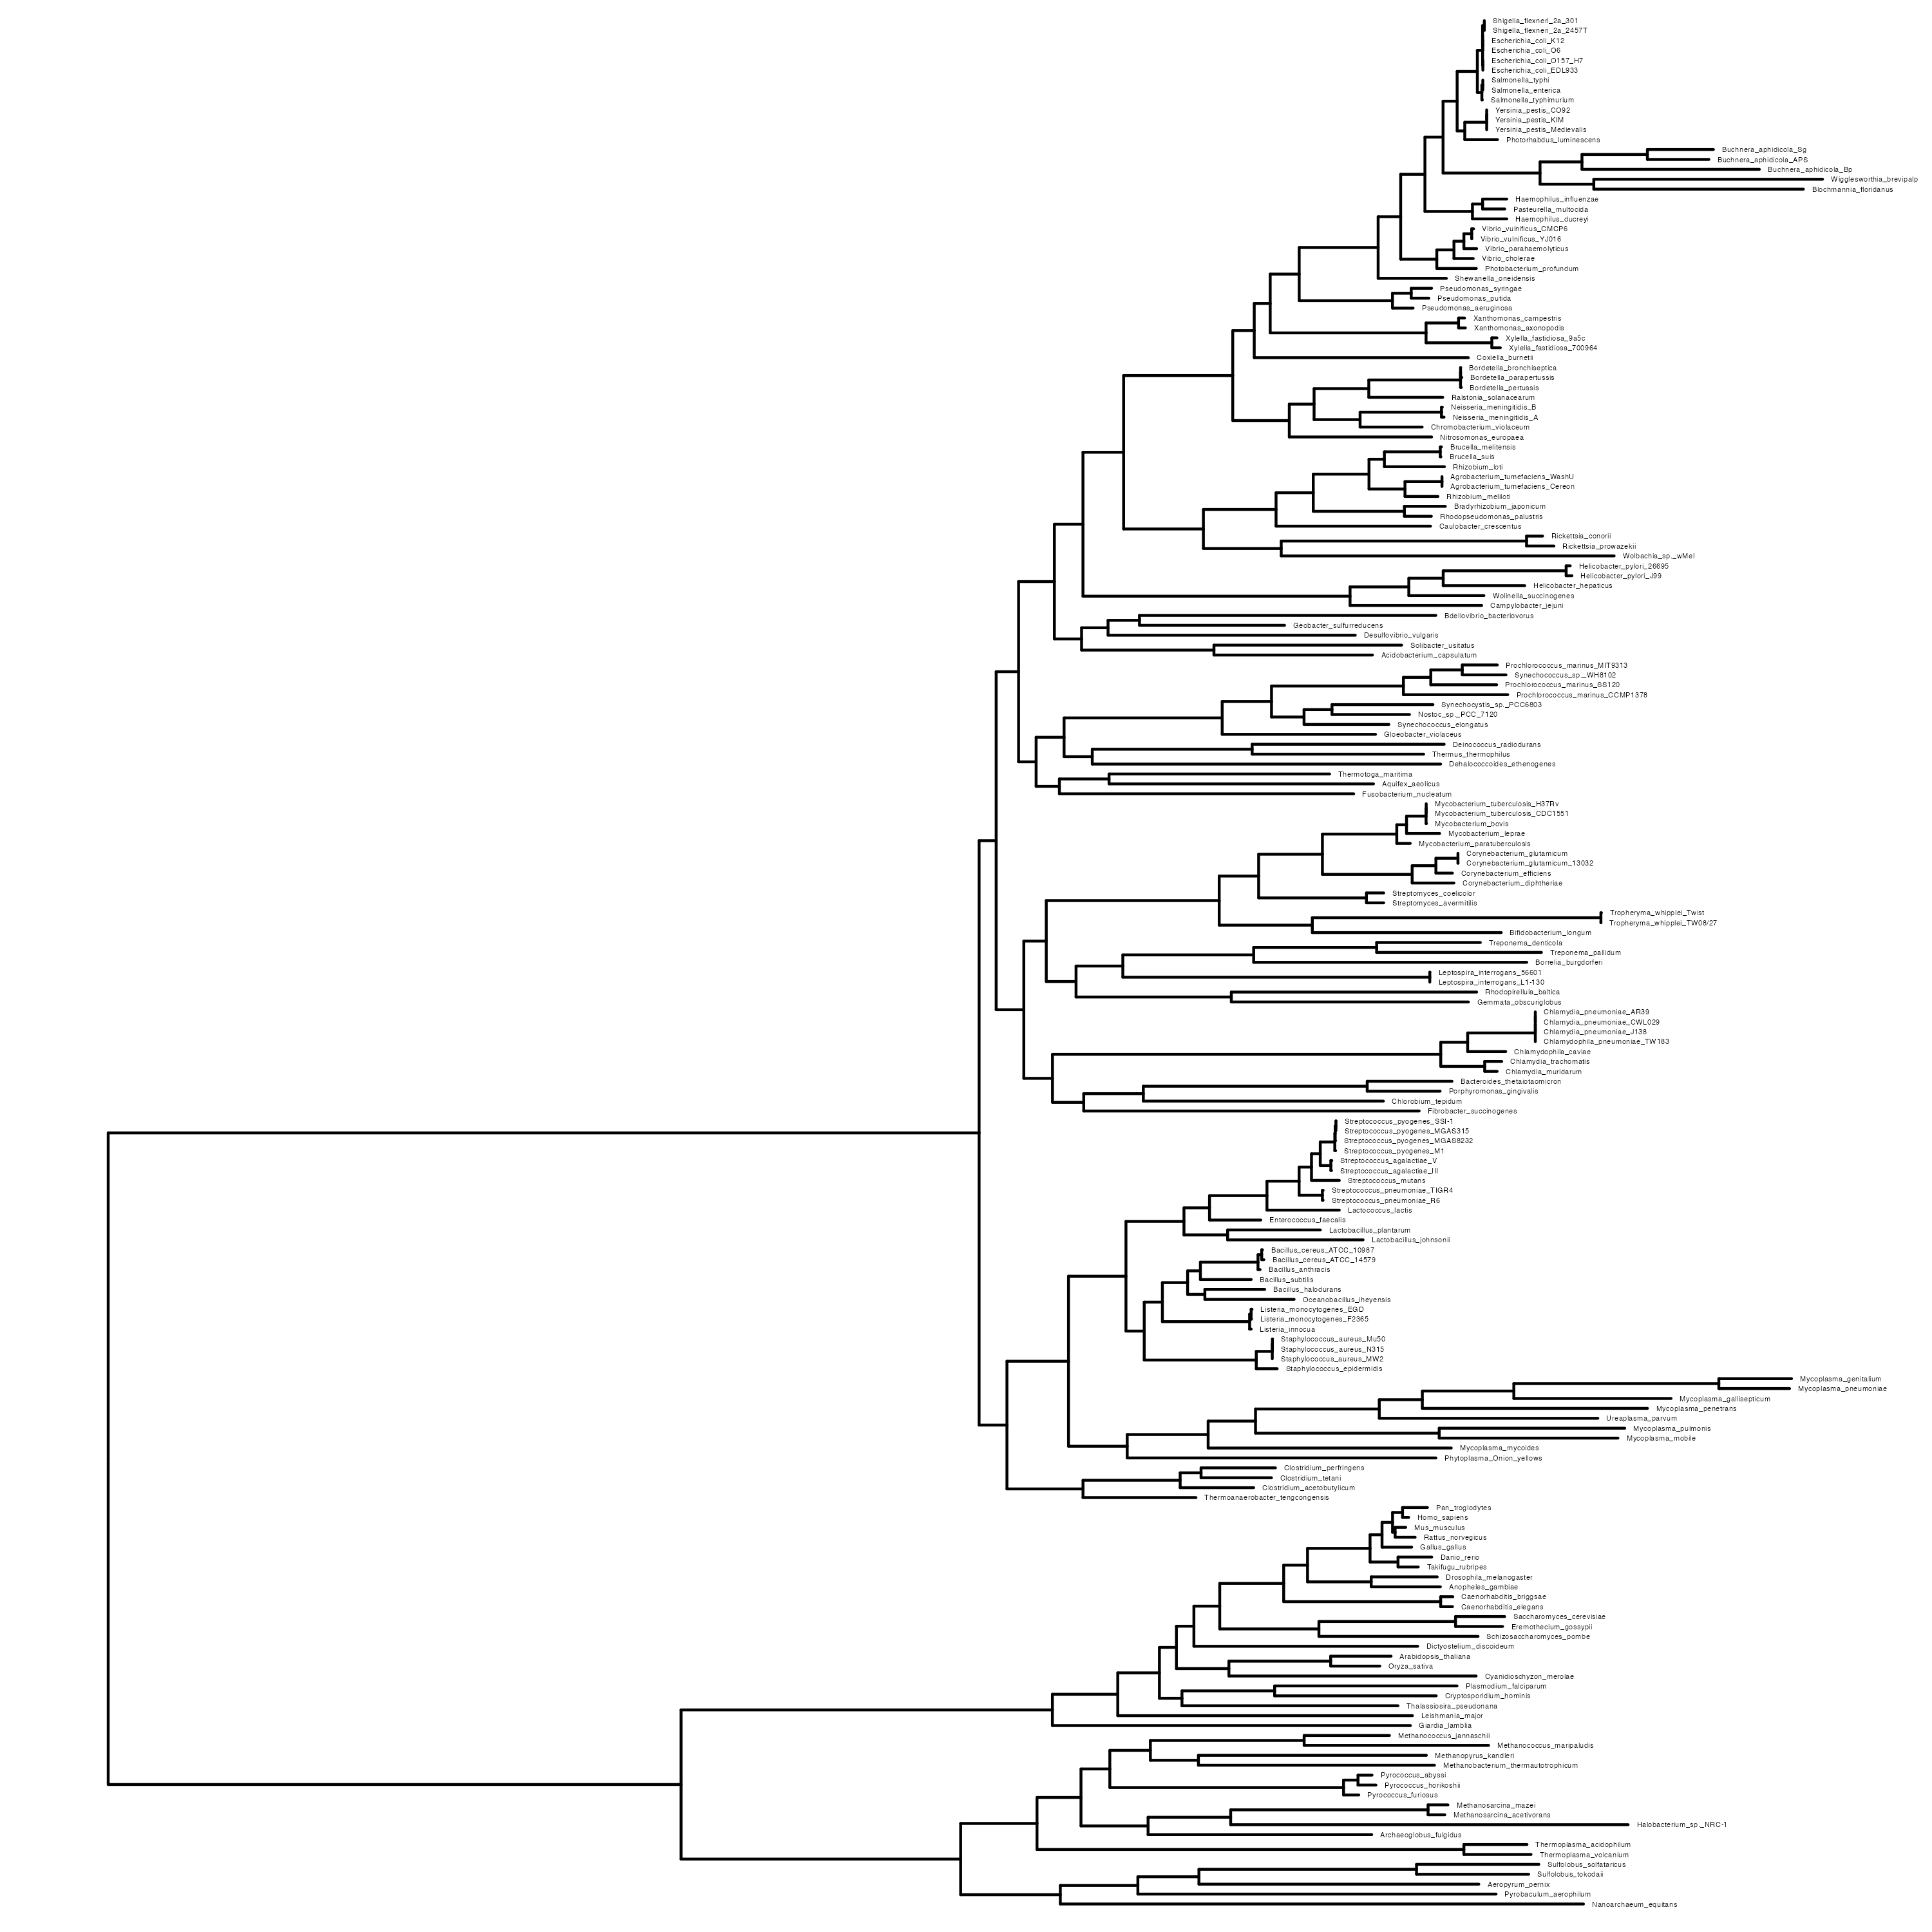 Shigella_flexneri_2a_301
Shigella_flexneri_2a_2457T
Escherichia_coli_K12
Escherichia_coli_O6
Escherichia_coli_O157_H7
Escherichia_coli_EDL933
Salmonella_typhi
Salmonella_enterica
Salmonella_typhimurium
Yersinia_pestis_CO92
Yersinia_pestis_KIM
Yersinia_pestis_Medievalis
Photorhabdus_luminescens
Buchnera_aphidicola_Sg
Buchnera_aphidicola_APS
Buchnera_aphidicola_Bp
Wigglesworthia_brevipalp
Blochmannia_floridanus
Haemophilus_influenzae
Pasteurella_multocida
Haemophilus_ducreyi
Vibrio_vulnificus_CMCP6
Vibrio_vulnificus_YJ016
Vibrio_parahaemolyticus
Vibrio_cholerae
Photobacterium_profundum
Shewanella_oneidensis
Pseudomonas_syringae
Pseudomonas_putida
Pseudomonas_aeruginosa
Xanthomonas_campestris
Xanthomonas_axonopodis
Xylella_fastidiosa_9a5c
Xylella_fastidiosa_700964
Coxiella_burnetii
Bordetella_bronchiseptica
Bordetella_parapertussis
Bordetella_pertussis
Ralstonia_solanacearum
Neisseria_meningitidis_B
Neisseria_meningitidis_A
Chromobacterium_violaceum
Nitrosomonas_europaea
Brucella_melitensis
Brucella_suis
Rhizobium_loti
Agrobacterium_tumefaciens_WashU
Agrobacterium_tumefaciens_Cereon
Rhizobium_meliloti
Bradyrhizobium_japonicum
Rhodopseudomonas_palustris
Caulobacter_crescentus
Rickettsia_conorii
Rickettsia_prowazekii
Wolbachia_sp._wMel
Helicobacter_pylori_26695
Helicobacter_pylori_J99
Helicobacter_hepaticus
Wolinella_succinogenes
Campylobacter_jejuni
Bdellovibrio_bacteriovorus
Geobacter_sulfurreducens
Desulfovibrio_vulgaris
Solibacter_usitatus
Acidobacterium_capsulatum
Prochlorococcus_marinus_MIT9313
Synechococcus_sp._WH8102
Prochlorococcus_marinus_SS120
Prochlorococcus_marinus_CCMP1378
Synechocystis_sp._PCC6803
Nostoc_sp._PCC_7120
Synechococcus_elongatus
Gloeobacter_violaceus
Deinococcus_radiodurans
Thermus_thermophilus
Dehalococcoides_ethenogenes
Thermotoga_maritima
Aquifex_aeolicus
Fusobacterium_nucleatum
Mycobacterium_tuberculosis_H37Rv
Mycobacterium_tuberculosis_CDC1551
Mycobacterium_bovis
Mycobacterium_leprae
Mycobacterium_paratuberculosis
Corynebacterium_glutamicum
Corynebacterium_glutamicum_13032
Corynebacterium_efficiens
Corynebacterium_diphtheriae
Streptomyces_coelicolor
Streptomyces_avermitilis
Tropheryma_whipplei_Twist
Tropheryma_whipplei_TW08/27
Bifidobacterium_longum
Treponema_denticola
Treponema_pallidum
Borrelia_burgdorferi
Leptospira_interrogans_56601
Leptospira_interrogans_L1-130
Rhodopirellula_baltica
Gemmata_obscuriglobus
Chlamydia_pneumoniae_AR39
Chlamydia_pneumoniae_CWL029
Chlamydia_pneumoniae_J138
Chlamydophila_pneumoniae_TW183
Chlamydophila_caviae
Chlamydia_trachomatis
Chlamydia_muridarum
Bacteroides_thetaiotaomicron
Porphyromonas_gingivalis
Chlorobium_tepidum
Fibrobacter_succinogenes
Streptococcus_pyogenes_SSI-1
Streptococcus_pyogenes_MGAS315
Streptococcus_pyogenes_MGAS8232
Streptococcus_pyogenes_M1
Streptococcus_agalactiae_V
Streptococcus_agalactiae_III
Streptococcus_mutans
Streptococcus_pneumoniae_TIGR4
Streptococcus_pneumoniae_R6
Lactococcus_lactis
Enterococcus_faecalis
Lactobacillus_plantarum
Lactobacillus_johnsonii
Bacillus_cereus_ATCC_10987
Bacillus_cereus_ATCC_14579
Bacillus_anthracis
Bacillus_subtilis
Bacillus_halodurans
Oceanobacillus_iheyensis
Listeria_monocytogenes_EGD
Listeria_monocytogenes_F2365
Listeria_innocua
Staphylococcus_aureus_Mu50
Staphylococcus_aureus_N315
Staphylococcus_aureus_MW2
Staphylococcus_epidermidis
Mycoplasma_genitalium
Mycoplasma_pneumoniae
Mycoplasma_gallisepticum
Mycoplasma_penetrans
Ureaplasma_parvum
Mycoplasma_pulmonis
Mycoplasma_mobile
Mycoplasma_mycoides
Phytoplasma_Onion_yellows
Clostridium_perfringens
Clostridium_tetani
Clostridium_acetobutylicum
Thermoanaerobacter_tengcongensis
Pan_troglodytes
Homo_sapiens
Mus_musculus
Rattus_norvegicus
Gallus_gallus
Danio_rerio
Takifugu_rubripes
Drosophila_melanogaster
Anopheles_gambiae
Caenorhabditis_briggsae
Caenorhabditis_elegans
Saccharomyces_cerevisiae
Eremothecium_gossypii
Schizosaccharomyces_pombe
Dictyostelium_discoideum
Arabidopsis_thaliana
Oryza_sativa
Cyanidioschyzon_merolae
Plasmodium_falciparum
Cryptosporidium_hominis
Thalassiosira_pseudonana
Leishmania_major
Giardia_lamblia
Methanococcus_jannaschii
Methanococcus_maripaludis
Methanopyrus_kandleri
Methanobacterium_thermautotrophicum
Pyrococcus_abyssi
Pyrococcus_horikoshii
Pyrococcus_furiosus
Methanosarcina_mazei
Methanosarcina_acetivorans
Halobacterium_sp._NRC-1
Archaeoglobus_fulgidus
Thermoplasma_acidophilum
Thermoplasma_volcanium
Sulfolobus_solfataricus
Sulfolobus_tokodaii
Aeropyrum_pernix
Pyrobaculum_aerophilum
Nanoarchaeum_equitans